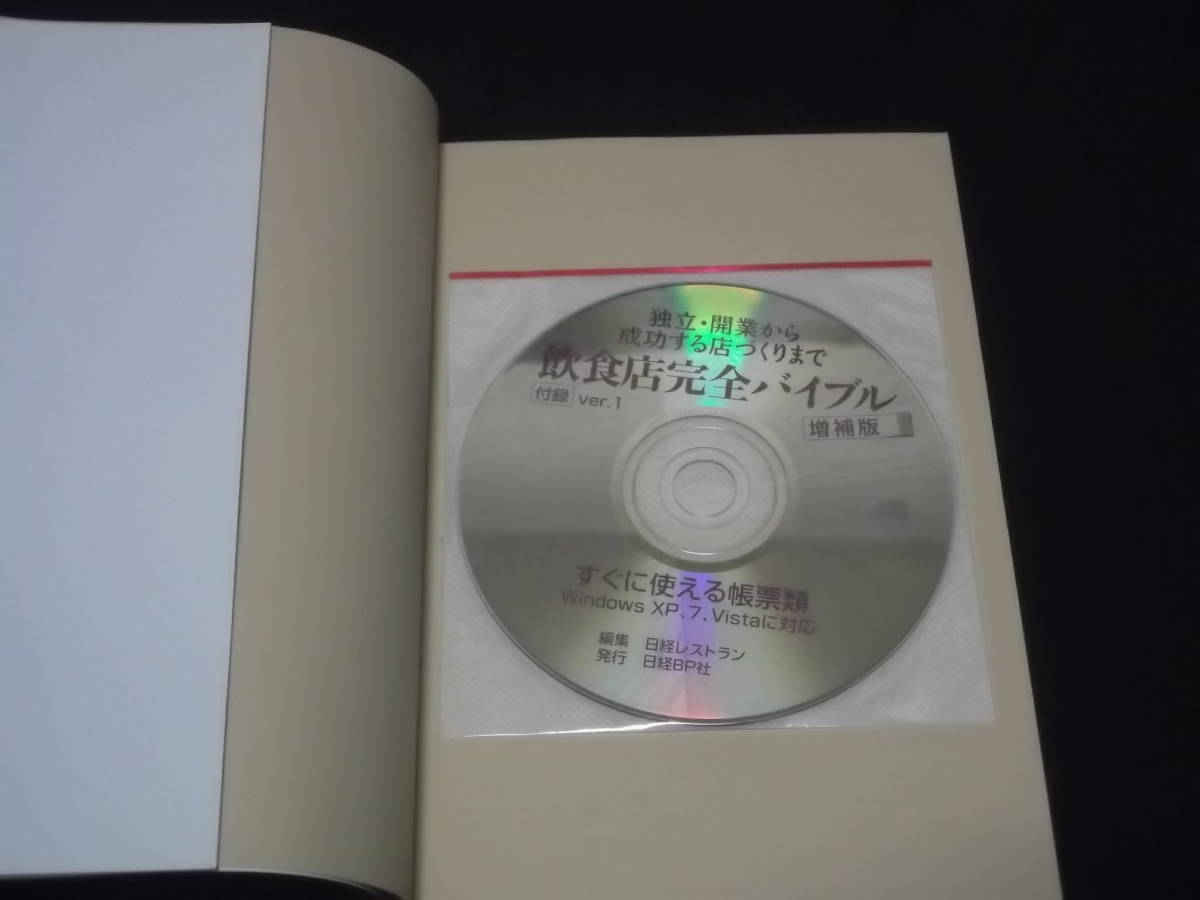 独立・開業から
成功する店づくりまで
飲食店完全バイブル
付録 ver.1
増補版
すぐに使える帳票類
Windows XP、7、Vistaに対応
編集 日経レストラン
発行 日経BP社